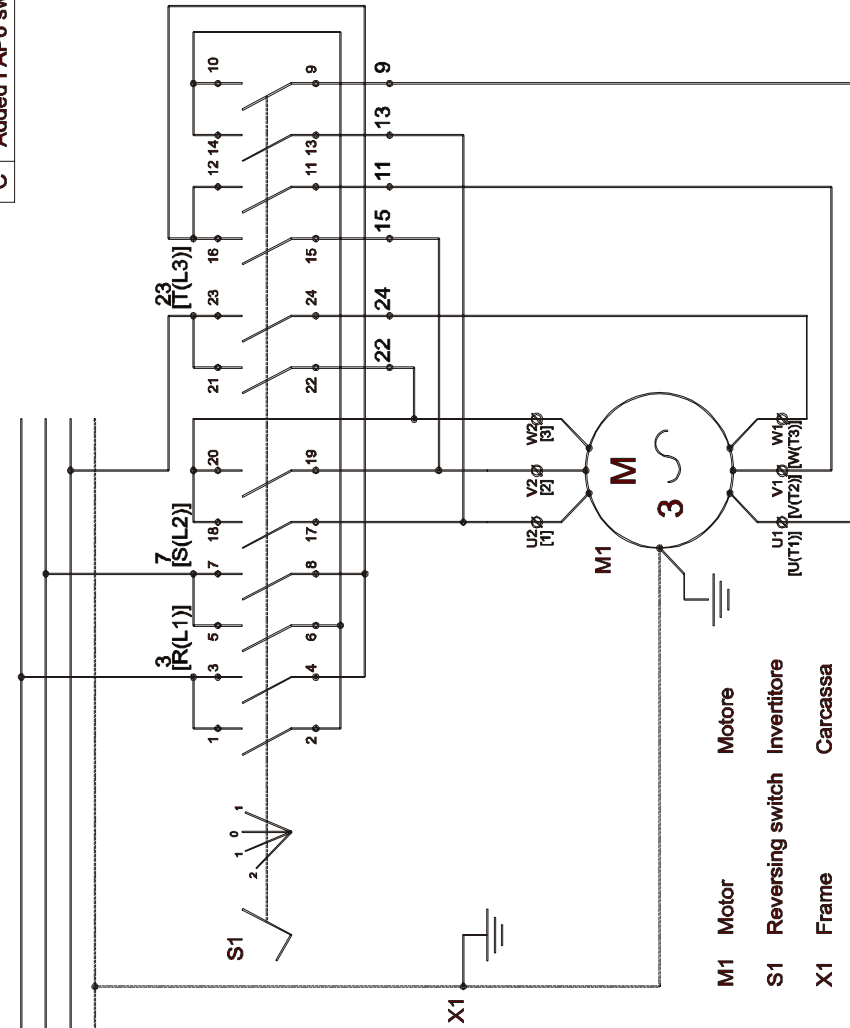 C Added PAPo sw
10 9 9
14 13 13
12 11 11
16 15 15
23
[T(L3)]
23 24 24
21 22 22
20 19
18 17
7
[S(L2)]
7 8
5 6
3
[R(L1)]
3 4
1 2
W2
[3]
V2
[2]
U2
[1]
M
3
M1
W1
[W(T3)]
V1
[V(T2)]
U1
[U(T1)]
S1
2 1 0 1
X1
M1 Motor Motore
S1 Reversing switch Invertitore
X1 Frame Carcassa